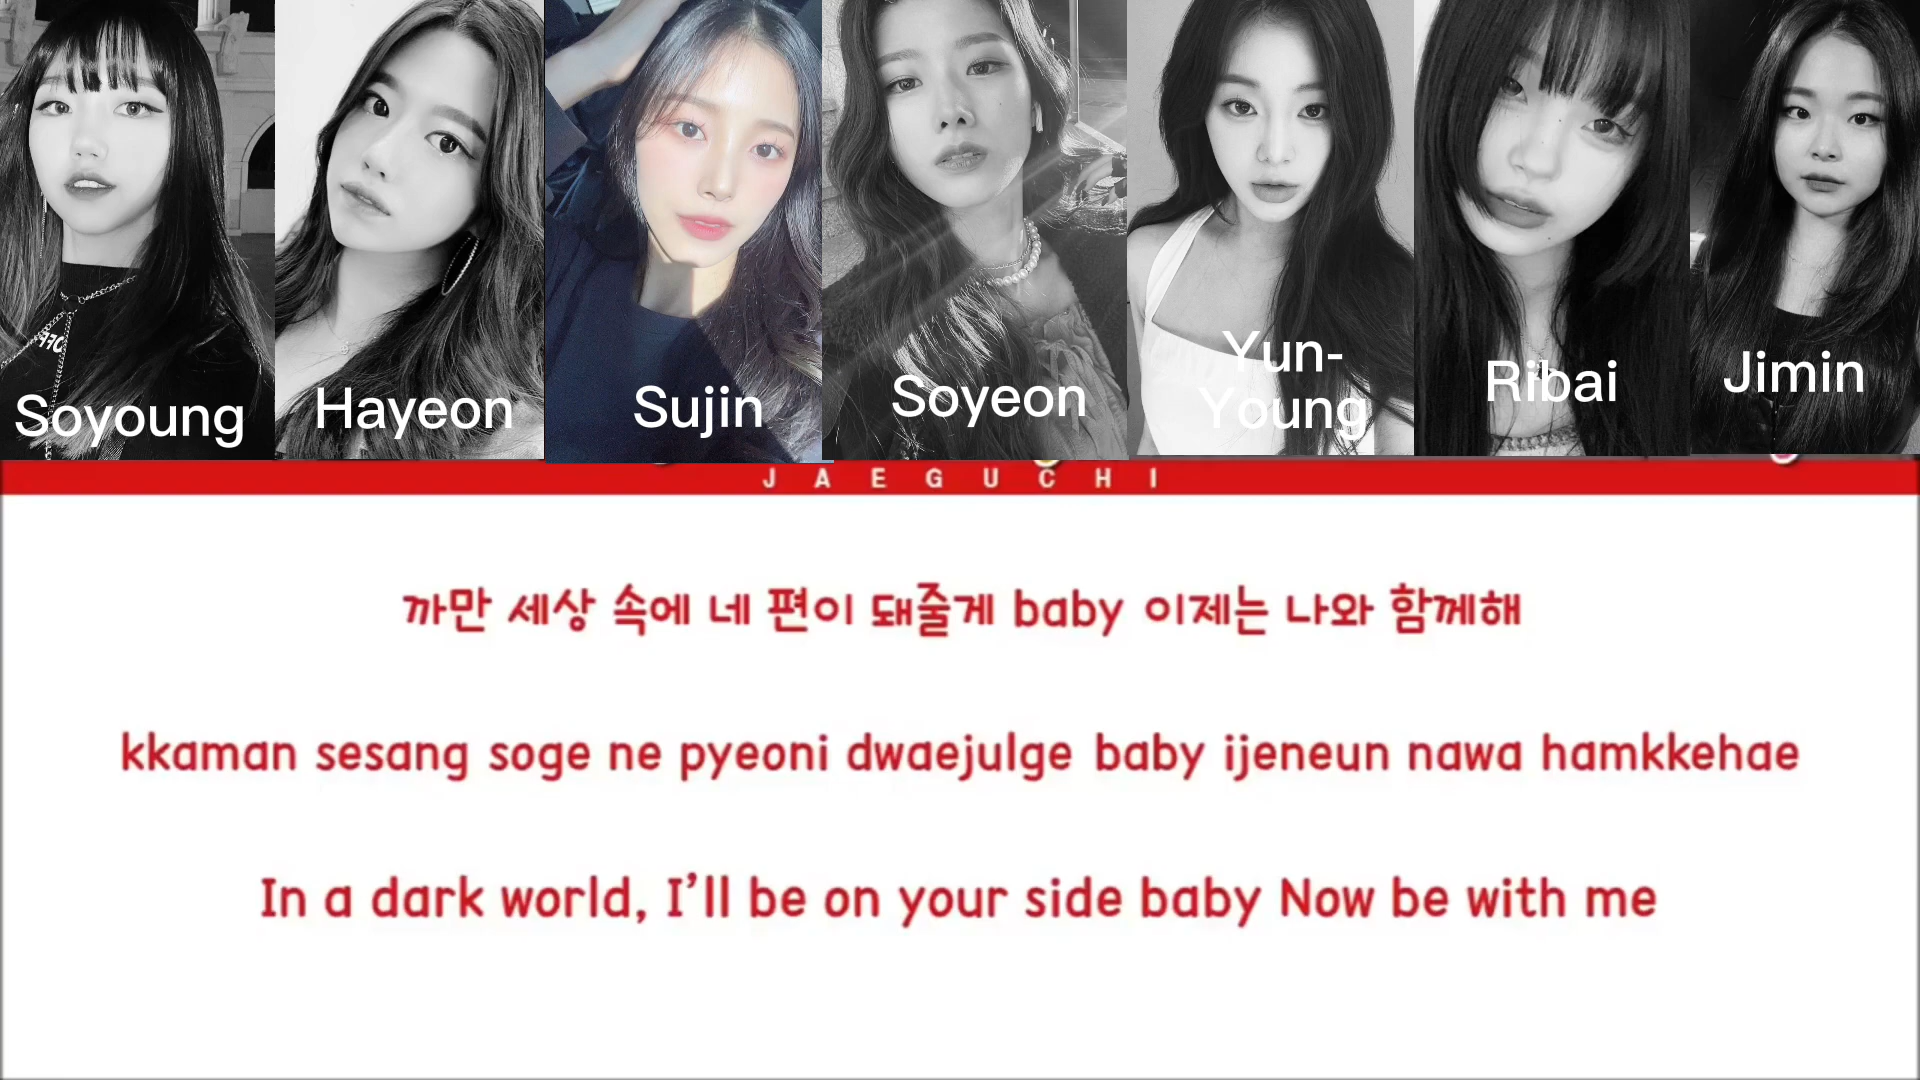 Soyoung
Hayeon
Sujin
Soyeon
Yun-
Young
Ribai
Jimin
JAEGUCHI
까만 세상 속에 네 편이 돼줄게 baby 이제는 나와 함께해
kkaman sesang soge ne pyeoni dwaejulge baby ijeneun nawa hamkkehae
In a dark world, I’ll be on your side baby Now be with me